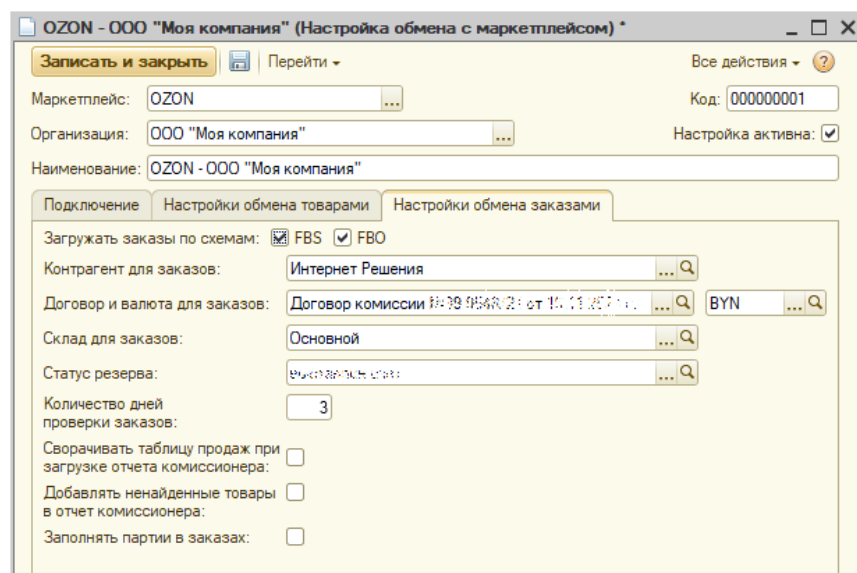 OZON - ООО "Моя компания" (Настройка обмена с маркетплейсом) *
Записать и закрыть Перейти Все действия ?
Маркетплейс: OZON ... Код: 000000001
Организация: ООО "Моя компания" ... Настройка активна:
Наименование: OZON - ООО "Моя компания"
Подключение Настройки обмена товарами Настройки обмена заказами
Загружать заказы по схемам: FBS FBO
Контрагент для заказов: Интернет Решения ...
Договор и валюта для заказов: Договор комиссии от ... BYN ...
Склад для заказов: Основной ...
Статус резерва: ...
Количество дней
проверки заказов: 3
Сворачивать таблицу продаж при
загрузке отчета комиссионера:
Добавлять ненайденные товары
в отчет комиссионера:
Заполнять партии в заказах: